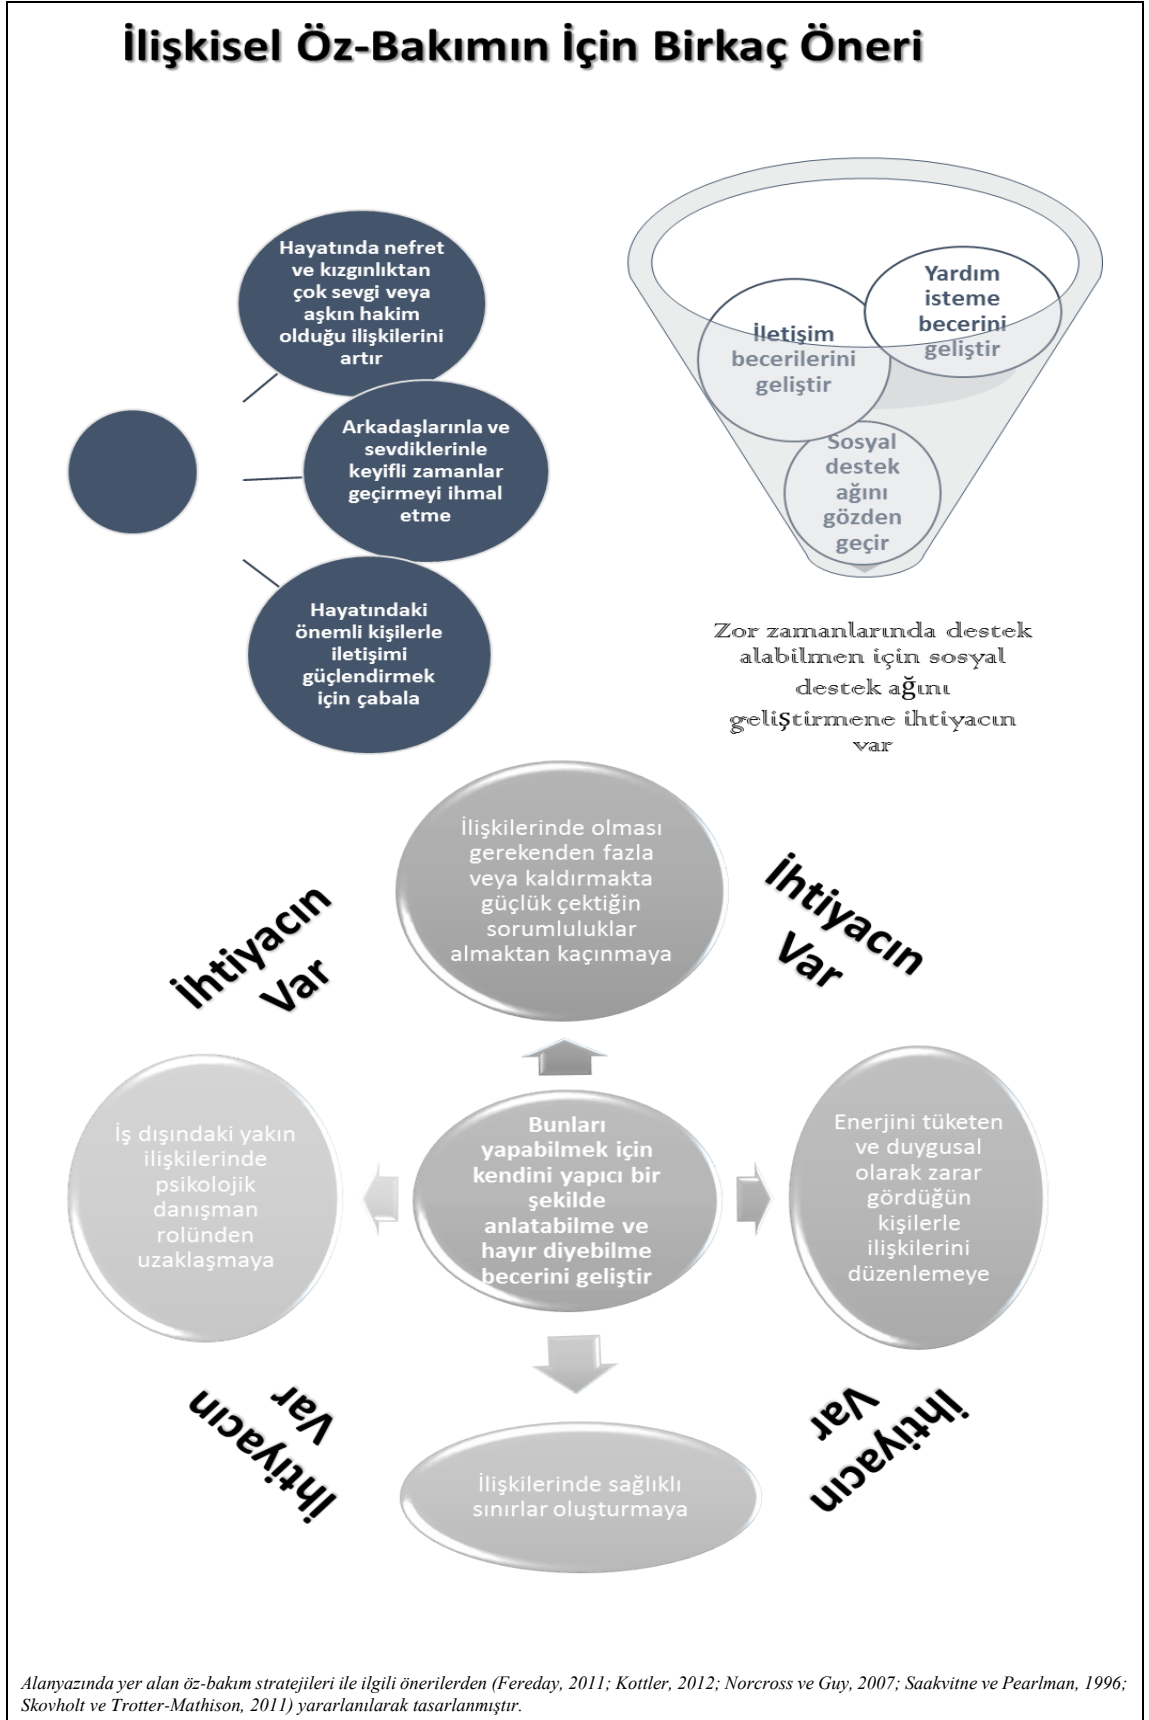 İlişkisel Öz-Bakımın İçin Birkaç Öneri
Hayatında nefret
ve kızgınlıktan
çok sevgi veya
aşkın hakim
olduğu ilişkilerini
artır
Arkadaşlarınla ve
sevdiklerinle
keyifli zamanlar
geçirmeyi ihmal
etme
Hayatındaki
önemli kişilerle
iletişimi
güçlendirmek
için çabala
Yardım
isteme
becerini
geliştir
İletişim
becerilerini
geliştir
Sosyal
destek
ağını
gözden
geçir
Zor zamanlarında destek
alabilmen için sosyal
destek ağını
geliştirmene ihtiyacın
var
İlişkilerinde olması
gerekenden fazla
veya kaldırmakta
güçlük çektiğin
sorumluluklar
almaktan kaçınmaya
İhtiyacın
Var
İhtiyacın
Var
İş dışındaki yakın
ilişkilerinde
psikolojik
danışman
rolünden
uzaklaşmaya
Bunları
yapabilmek için
kendini yapıcı bir
şekilde
anlatabilme ve
hayır diyebilme
becerini geliştir
Enerjini tüketen
ve duygusal
olarak zarar
gördüğün
kişilerle
ilişkilerini
düzenlemeye
İhtiyacın
Var
İhtiyacın
Var
İlişkilerinde sağlıklı
sınırlar oluşturmaya
Alanyazında yer alan öz-bakım stratejileri ile ilgili önerilerden (Fereday, 2011; Kottler, 2012; Norcross ve Guy, 2007; Saakvitne ve Pearlman, 1996;
Skovholt ve Trotter-Mathison, 2011) yararlanılarak tasarlanmıştır.